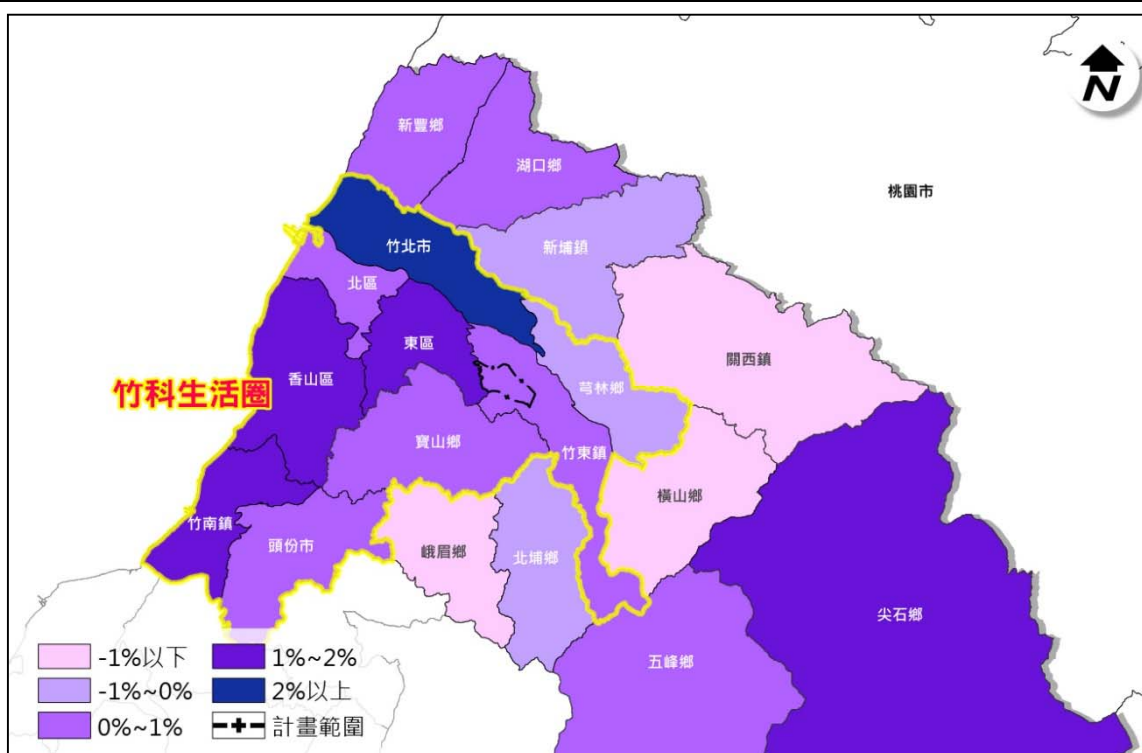 N
新豐鄉
湖口鄉
桃園市
新埔鎮
竹北市
北區
東區
關西鎮
香山區
芎林鄉
竹科生活圈
寶山鄉
竹東鎮
橫山鄉
竹南鎮
頭份市
峨眉鄉
北埔鄉
尖石鄉
五峰鄉
-1%以下
1%~2%
-1%~0%
2%以上
0%~1%
計畫範圍